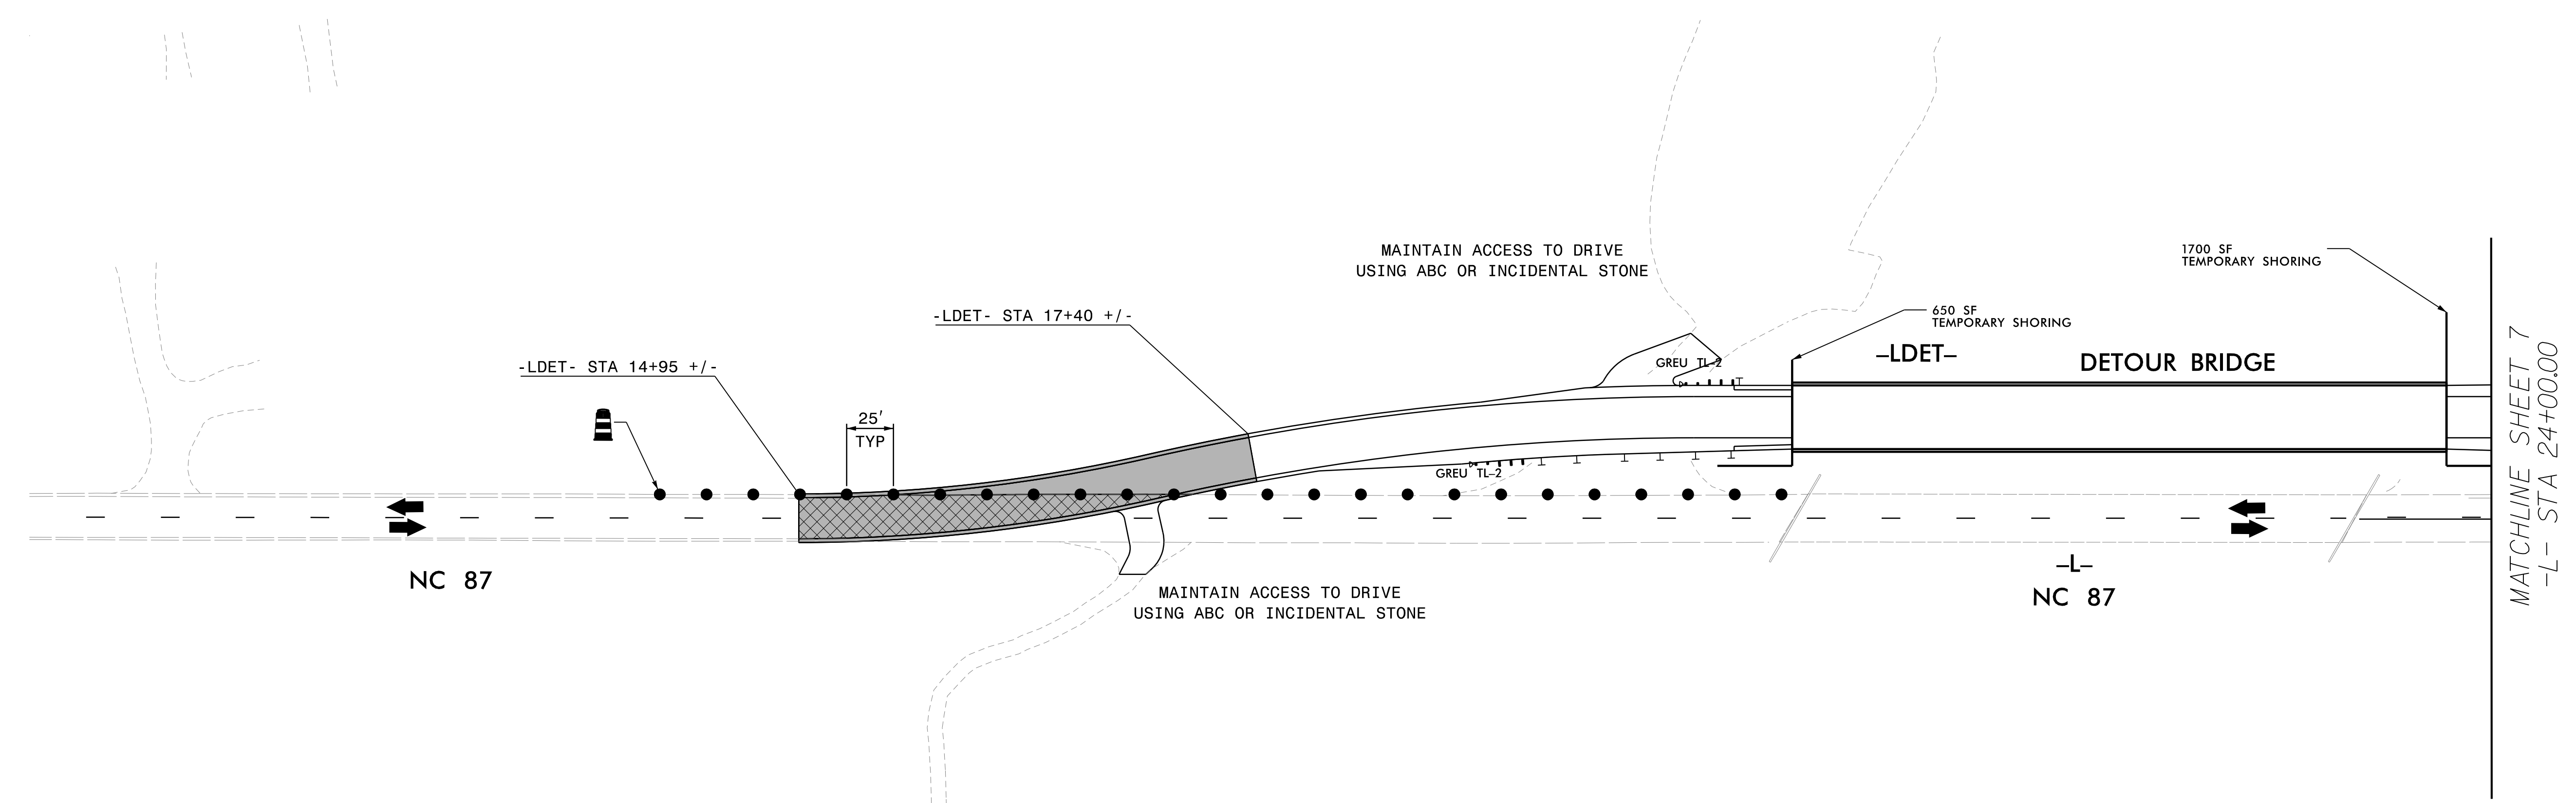 MAINTAIN ACCESS TO DRIVE
USING ABC OR INCIDENTAL STONE
1700 SF
TEMPORARY SHORING
-LDET- STA 17+40 +/-
650 SF
TEMPORARY SHORING
-LDET- STA 14+95 +/-
GREU TL-2
–LDET–
DETOUR BRIDGE
25'
TYP
GREU TL-2
NC 87
MAINTAIN ACCESS TO DRIVE
USING ABC OR INCIDENTAL STONE
–L–
NC 87
MATCHLINE SHEET 7
-L- STA 24+00.00